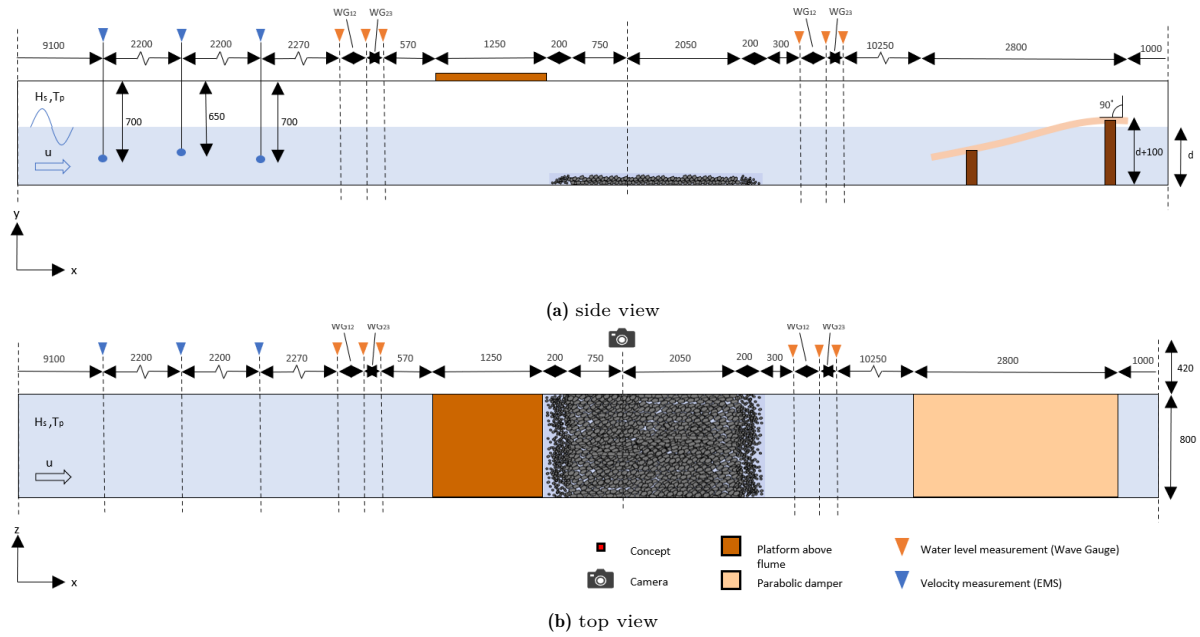 WG12 WG23 WG12 WG23
9100 2200 2200 2270 570 1250 200 750 2050 200 300 10250 2800 1000
Hs,Tp
90°
700 650 700
u
d+100 d
y
x
(a) side view
WG12 WG23 WG12 WG23
9100 2200 2200 2270 570 1250 200 750 2050 200 300 10250 2800 1000
420
Hs,Tp
800
u
z
x
Concept Platform above flume Water level measurement (Wave Gauge)
Camera Parabolic damper Velocity measurement (EMS)
(b) top view